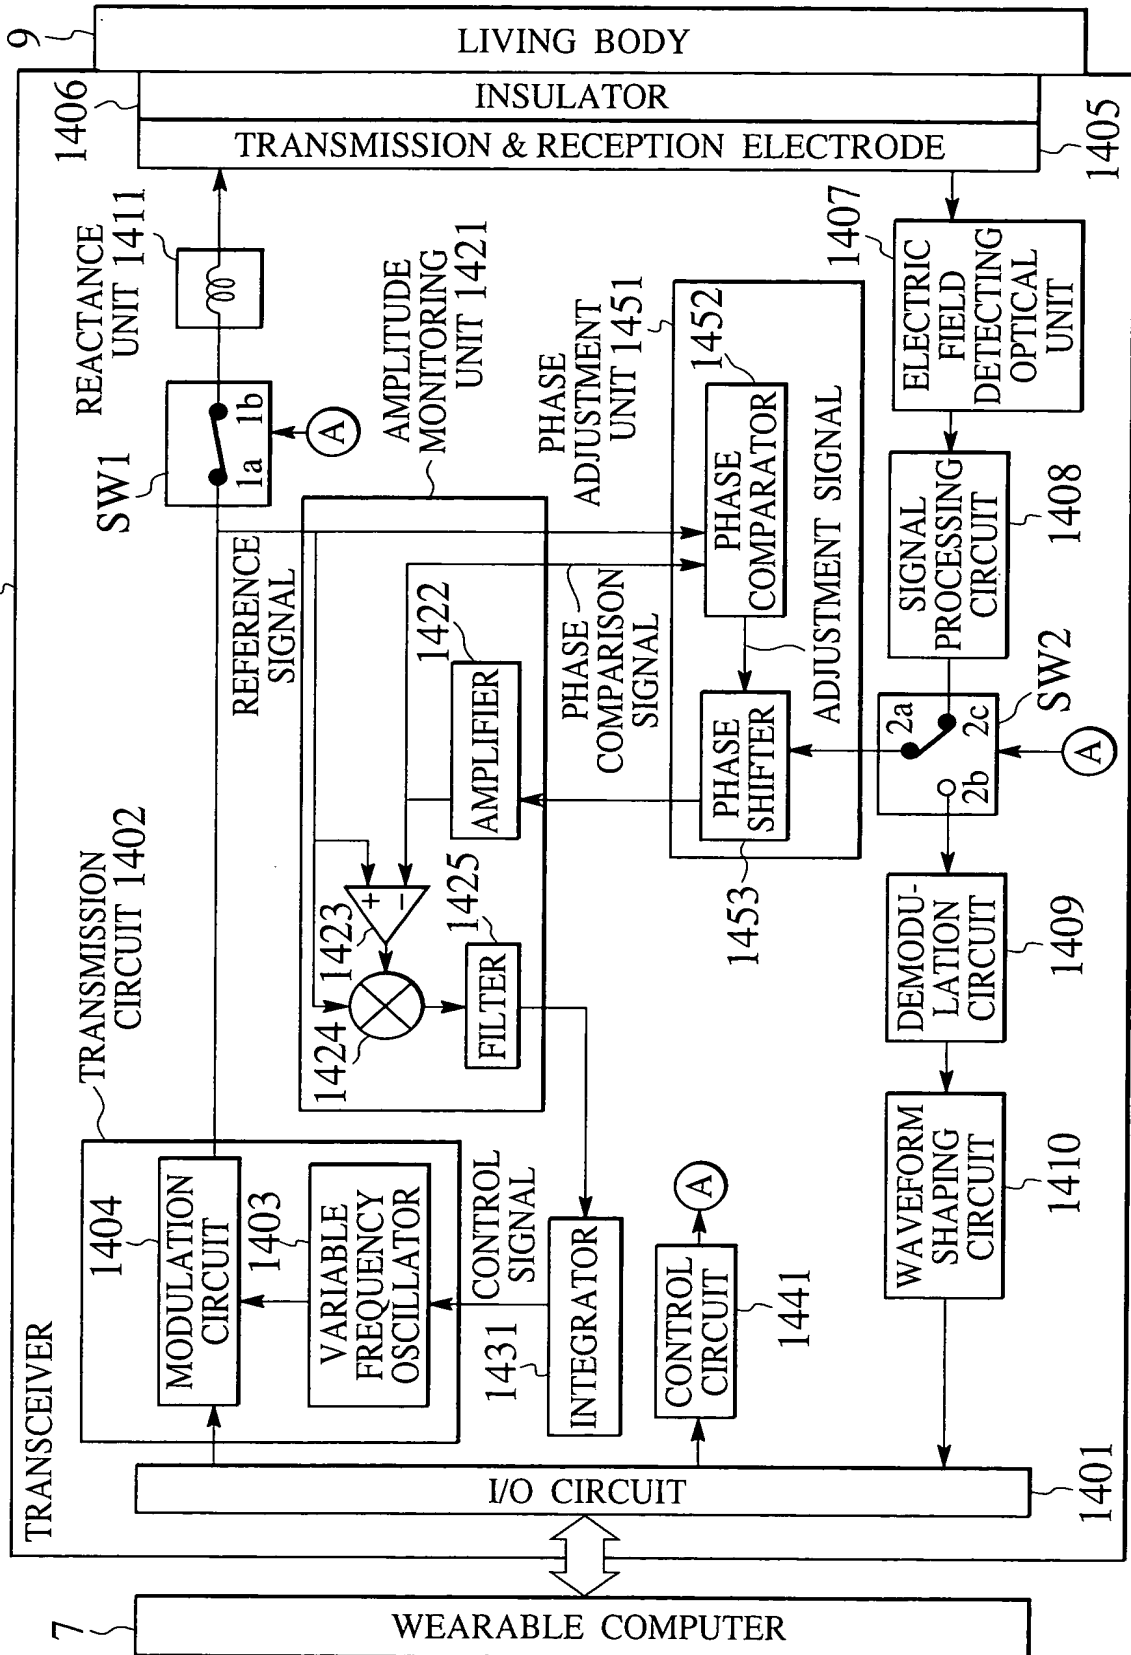 TRANSCEIVER
7
WEARABLE COMPUTER
I/O CIRCUIT
1401
TRANSMISSION
CIRCUIT 1402
1404
MODULATION
CIRCUIT
1403
VARIABLE
FREQUENCY
OSCILLATOR
CONTROL
SIGNAL
1431
INTEGRATOR
CONTROL
CIRCUIT
1441
A
REFERENCE
SIGNAL
SW1
1a
1b
A
REACTANCE
UNIT 1411
AMPLITUDE
MONITORING
UNIT 1421
1422
AMPLIFIER
1423
+
−
1424
1425
FILTER
PHASE
ADJUSTMENT
UNIT 1451
1452
PHASE
COMPARATOR
PHASE
COMPARISON
SIGNAL
ADJUSTMENT SIGNAL
PHASE
SHIFTER
1453
1406
INSULATOR
TRANSMISSION & RECEPTION ELECTRODE
1405
9
LIVING BODY
1407
ELECTRIC
FIELD
DETECTING
OPTICAL
UNIT
SIGNAL
PROCESSING
CIRCUIT
1408
SW2
2a
2b
2c
A
DEMODU-
LATION
CIRCUIT
1409
WAVEFORM
SHAPING
CIRCUIT
1410